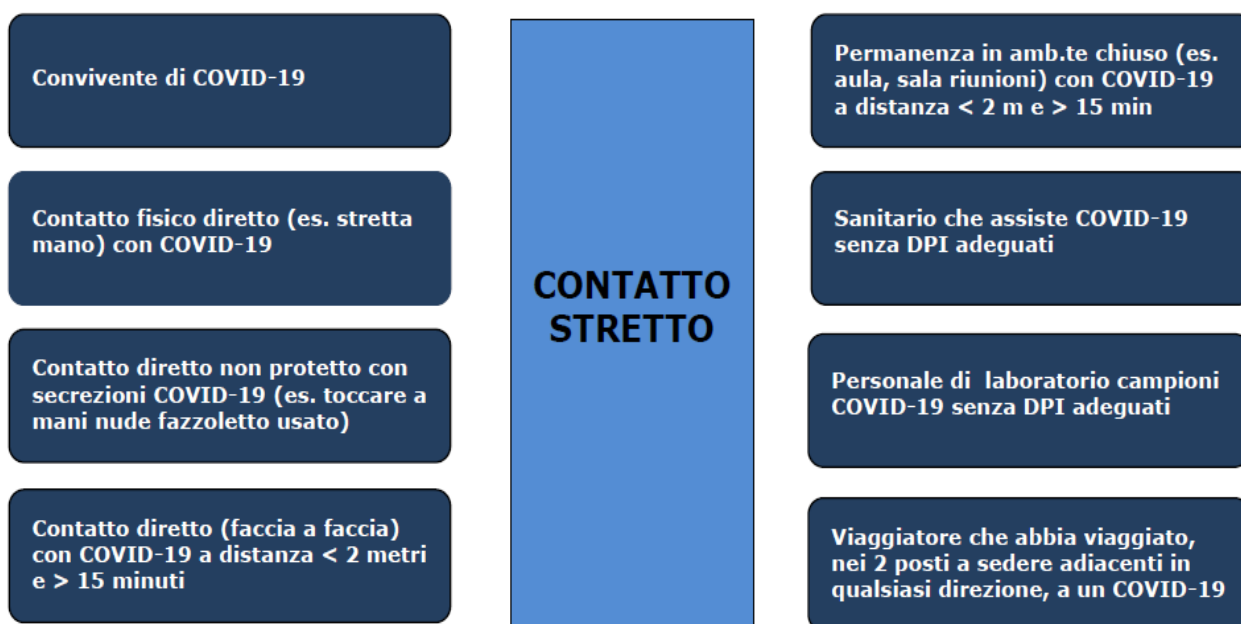 Convivente di COVID-19
Contatto fisico diretto (es. stretta
mano) con COVID-19
Contatto diretto non protetto con
secrezioni COVID-19 (es. toccare a
mani nude fazzoletto usato)
Contatto diretto (faccia a faccia)
con COVID-19 a distanza < 2 metri
e > 15 minuti
CONTATTO
STRETTO
Permanenza in amb.te chiuso (es.
aula, sala riunioni) con COVID-19
a distanza < 2 m e > 15 min
Sanitario che assiste COVID-19
senza DPI adeguati
Personale di laboratorio campioni
COVID-19 senza DPI adeguati
Viaggiatore che abbia viaggiato,
nei 2 posti a sedere adiacenti in
qualsiasi direzione, a un COVID-19